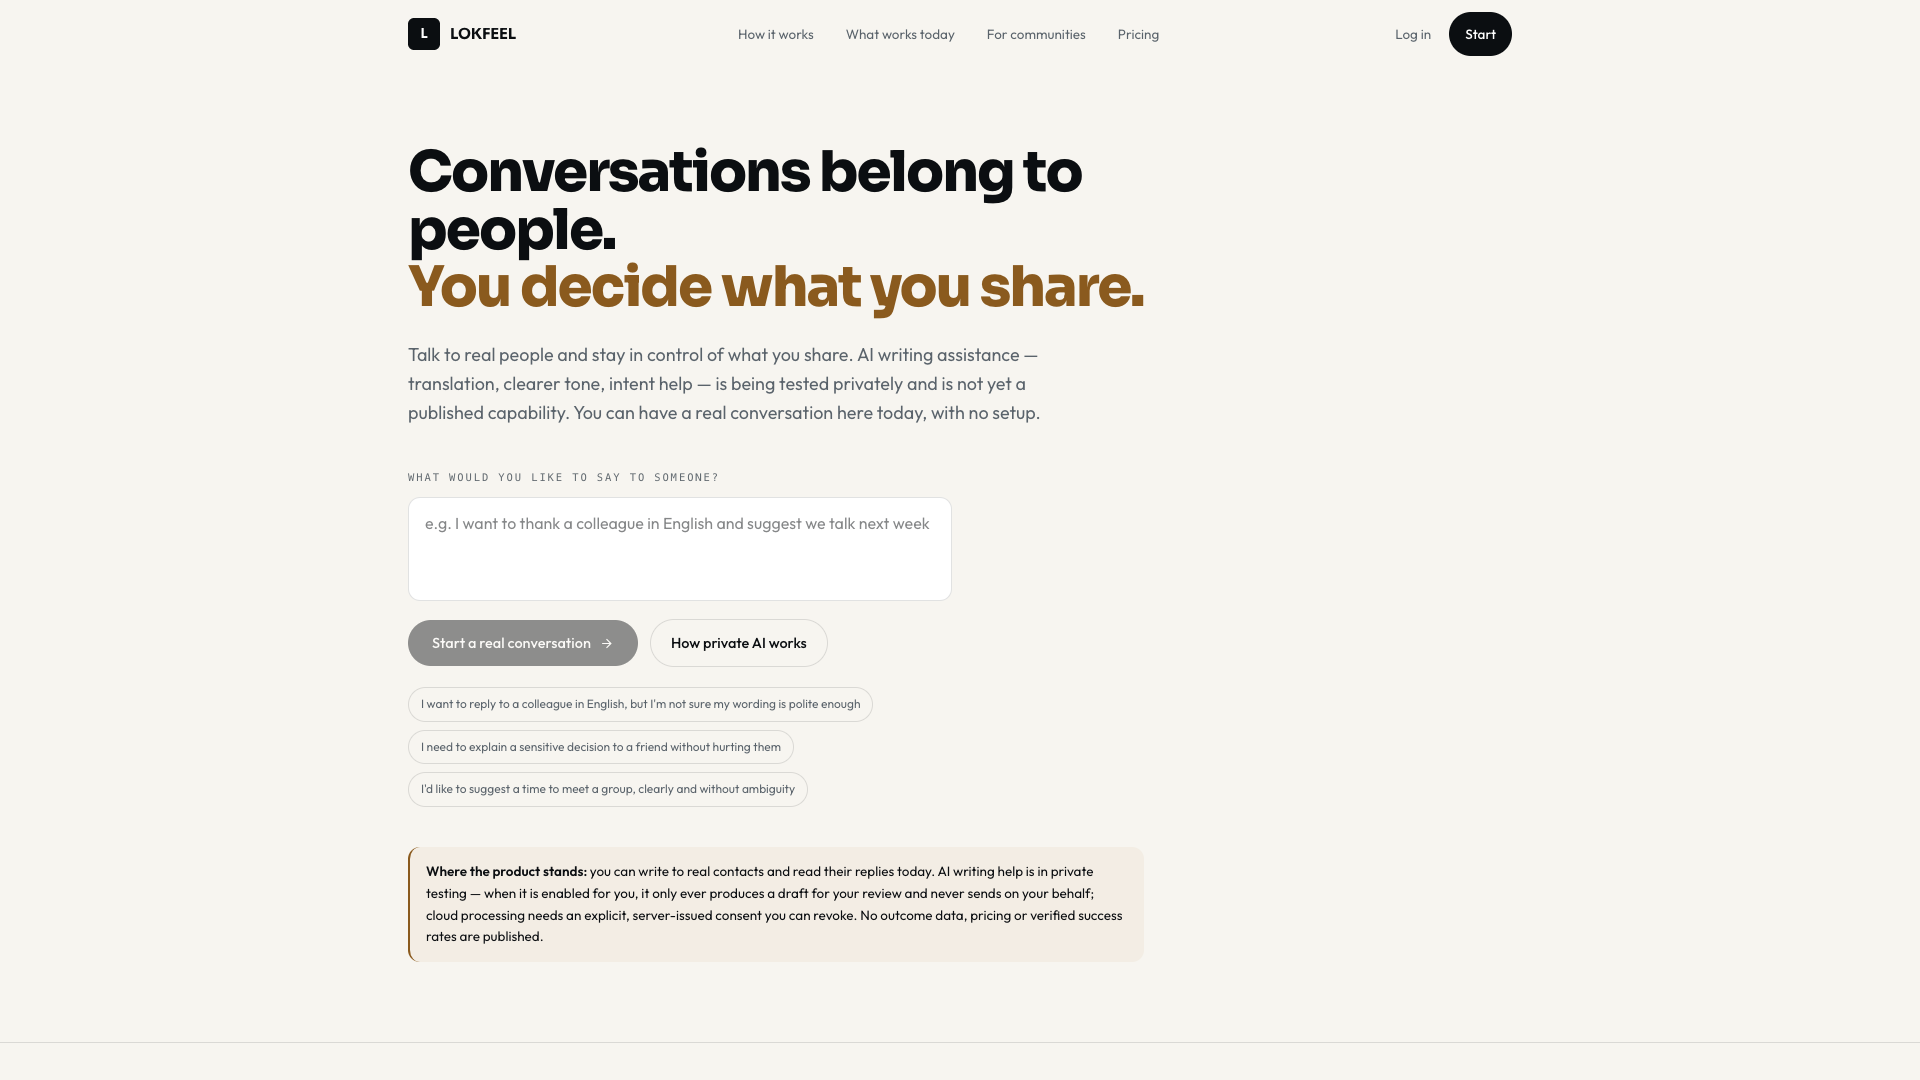 L LOKFEEL
How it works
What works today
For communities
Pricing
Log in
Start
Conversations belong to
people.
You decide what you share.
Talk to real people and stay in control of what you share. AI writing assistance —
translation, clearer tone, intent help — is being tested privately and is not yet a
published capability. You can have a real conversation here today, with no setup.
WHAT WOULD YOU LIKE TO SAY TO SOMEONE?
e.g. I want to thank a colleague in English and suggest we talk next week
Start a real conversation →
How private AI works
I want to reply to a colleague in English, but I'm not sure my wording is polite enough
I need to explain a sensitive decision to a friend without hurting them
I'd like to suggest a time to meet a group, clearly and without ambiguity
Where the product stands: you can write to real contacts and read their replies today. AI writing help is in private
testing — when it is enabled for you, it only ever produces a draft for your review and never sends on your behalf;
cloud processing needs an explicit, server-issued consent you can revoke. No outcome data, pricing or verified success
rates are published.